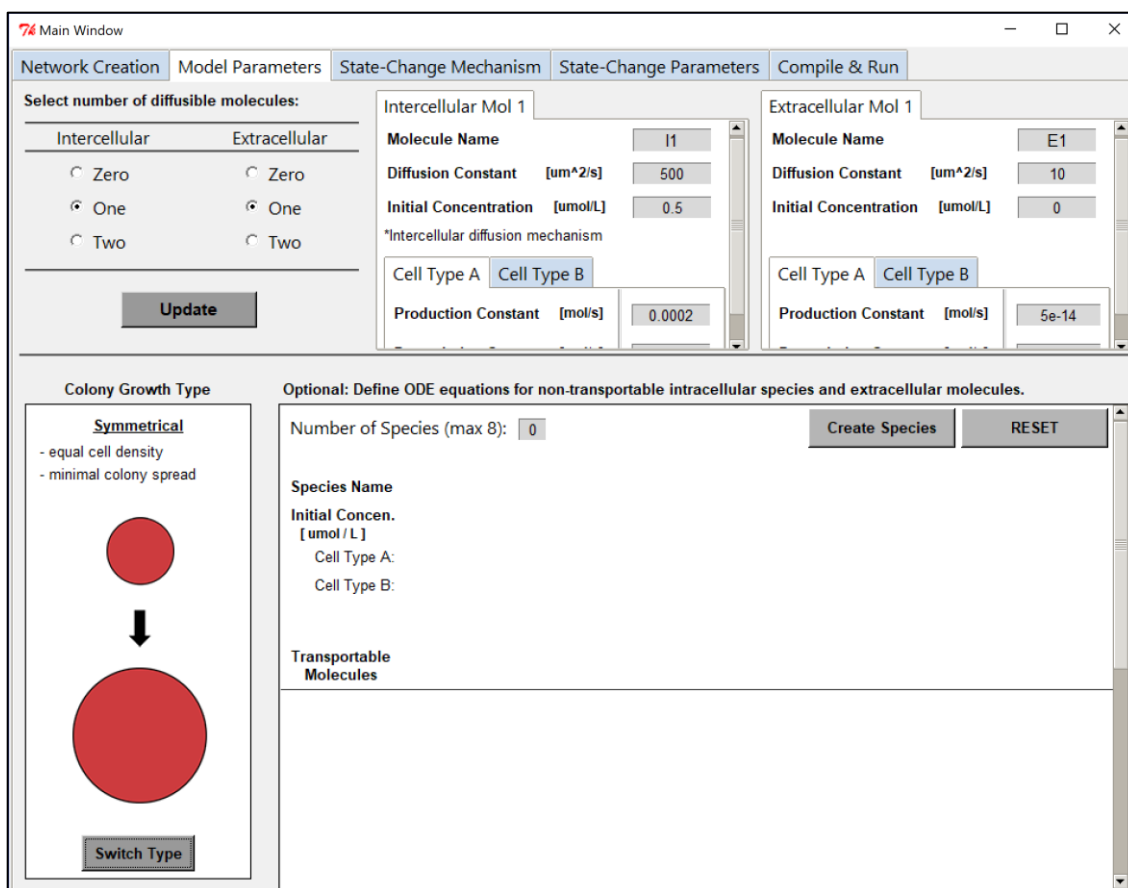 Main Window
Network Creation Model Parameters State-Change Mechanism State-Change Parameters Compile & Run
Select number of diffusible molecules:
Intercellular Extracellular
Zero Zero
One One
Two Two
Update
Intercellular Mol 1
Molecule Name I1
Diffusion Constant [um^2/s] 500
Initial Concentration [umol/L] 0.5
*Intercellular diffusion mechanism
Cell Type A Cell Type B
Production Constant [mol/s] 0.0002
Extracellular Mol 1
Molecule Name E1
Diffusion Constant [um^2/s] 10
Initial Concentration [umol/L] 0
Cell Type A Cell Type B
Production Constant [mol/s] 5e-14
Colony Growth Type
Symmetrical
- equal cell density
- minimal colony spread
Switch Type
Optional: Define ODE equations for non-transportable intracellular species and extracellular molecules.
Number of Species (max 8): 0 Create Species RESET
Species Name
Initial Concen.
[ umol / L ]
Cell Type A:
Cell Type B:
Transportable
Molecules